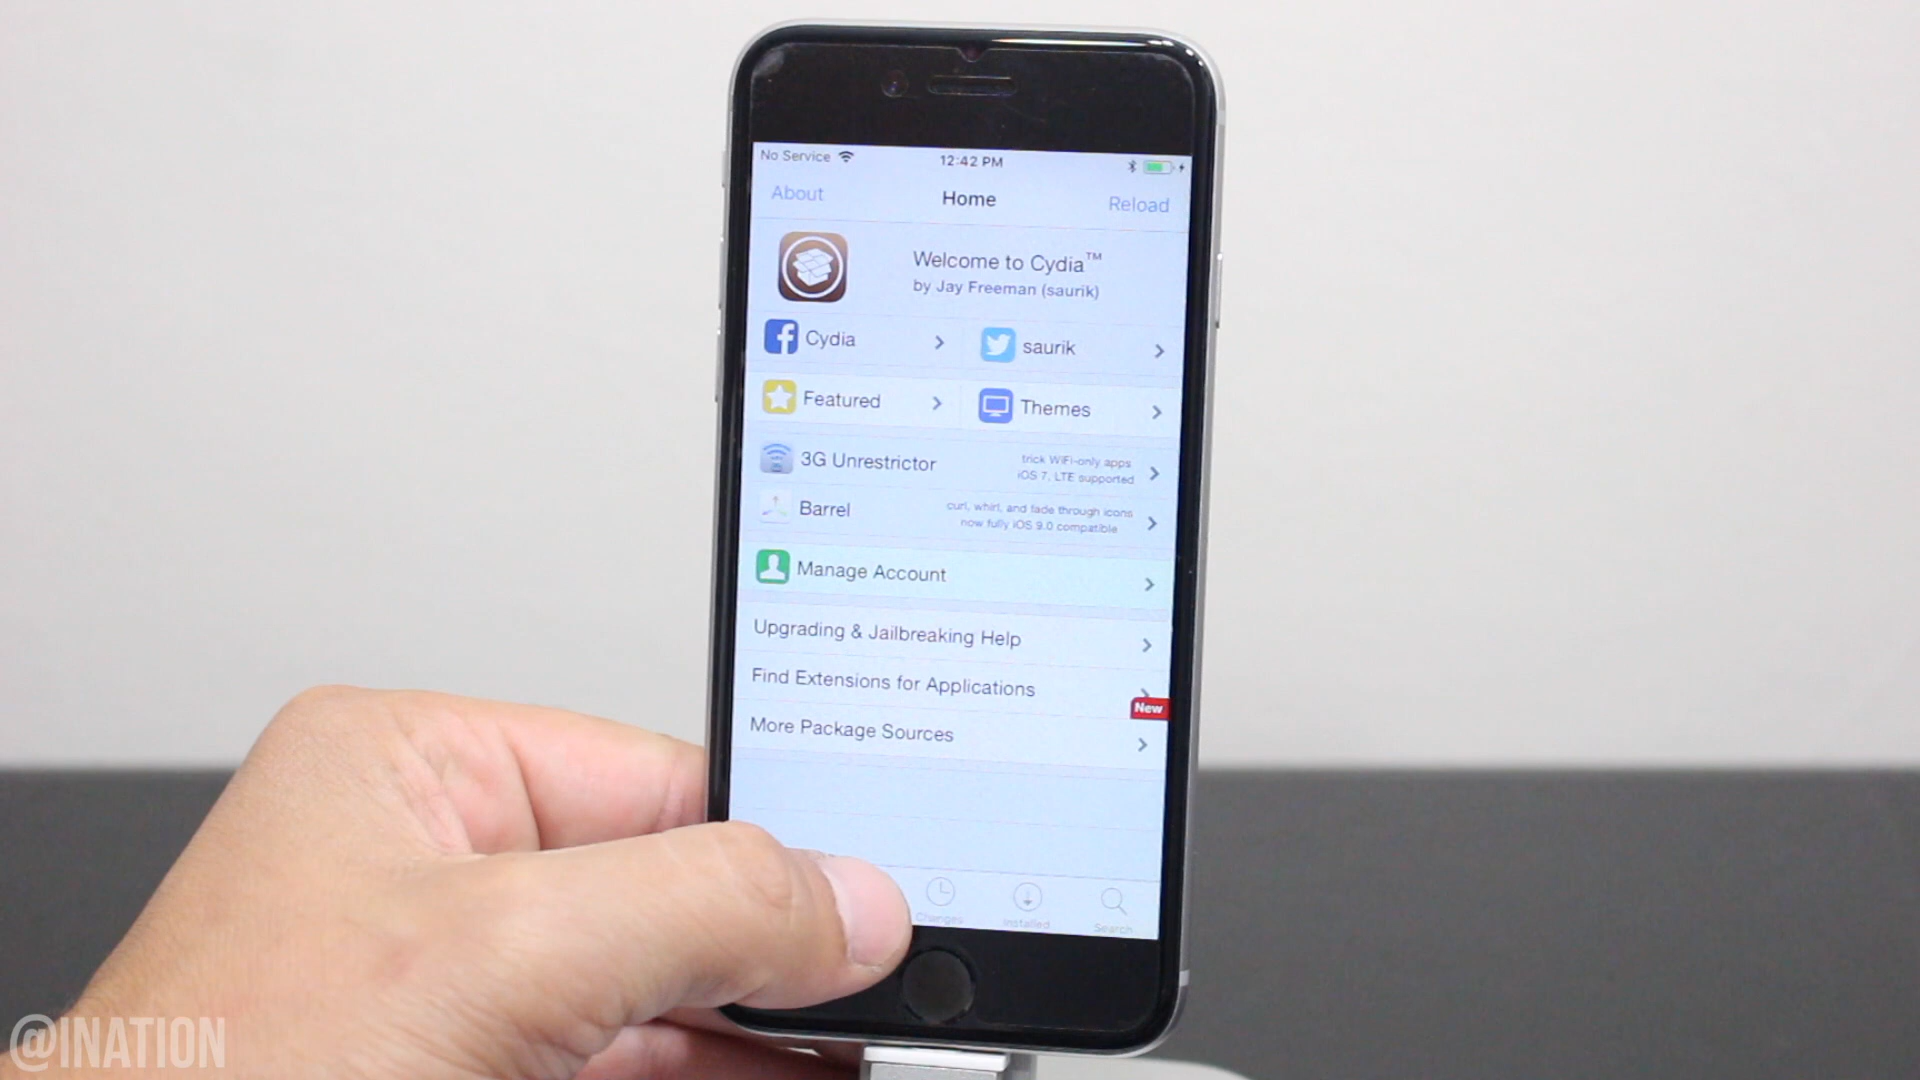 No Service
12:42 PM
About
Home
Reload
Welcome to Cydia™
by Jay Freeman (saurik)
Cydia
saurik
Featured
Themes
3G Unrestrictor
trick WiFi-only apps
iOS 7, LTE supported
Barrel
curl, whirl, and fade through icons
now fully iOS 9.0 compatible
Manage Account
Upgrading & Jailbreaking Help
Find Extensions for Applications
New
More Package Sources
Changes
Installed
Search
@INATION